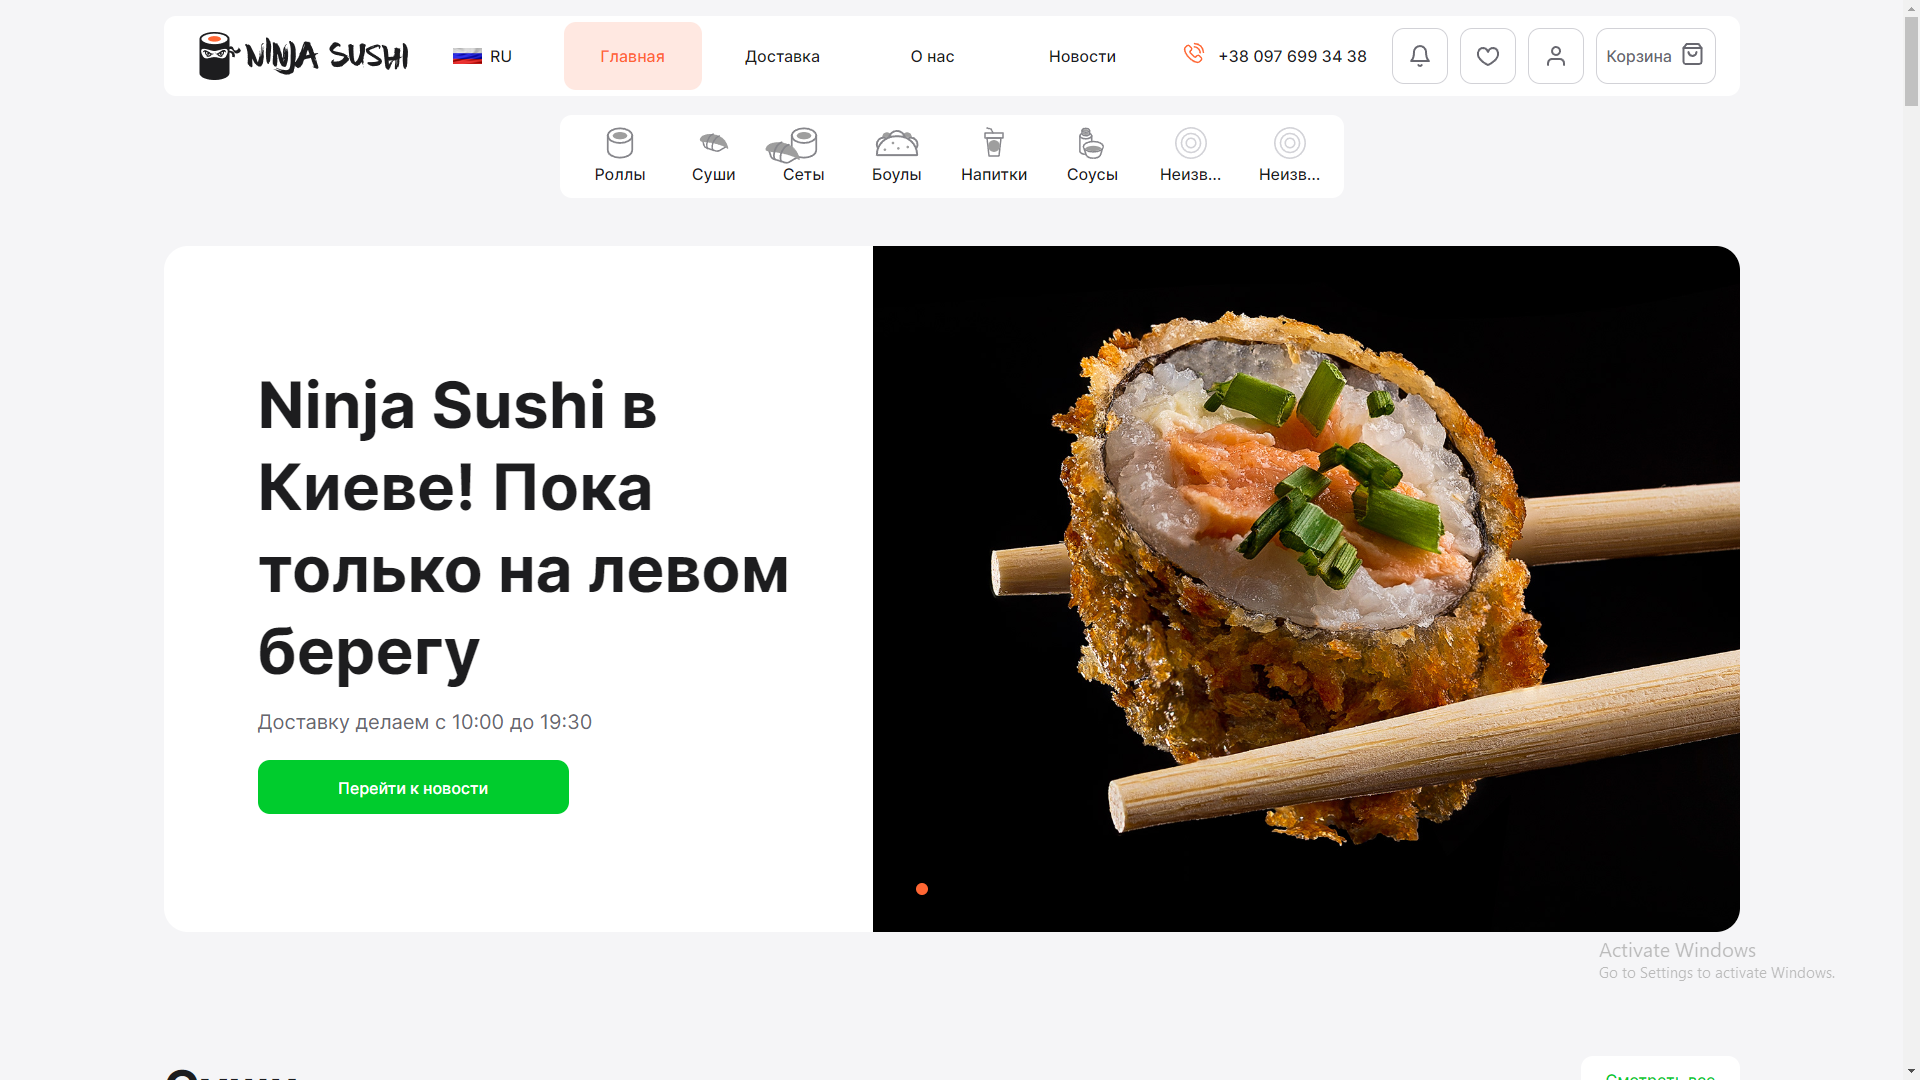 NINJA SUSHI
RU
Главная
Доставка
О нас
Новости
+38 097 699 34 38
Корзина
Роллы
Суши
Сеты
Боулы
Напитки
Соусы
Неизв...
Неизв...
Ninja Sushi в
Киеве! Пока
только на левом
берегу
Доставку делаем с 10:00 до 19:30
Перейти к новости
Activate Windows
Go to Settings to activate Windows.
Смотреть все